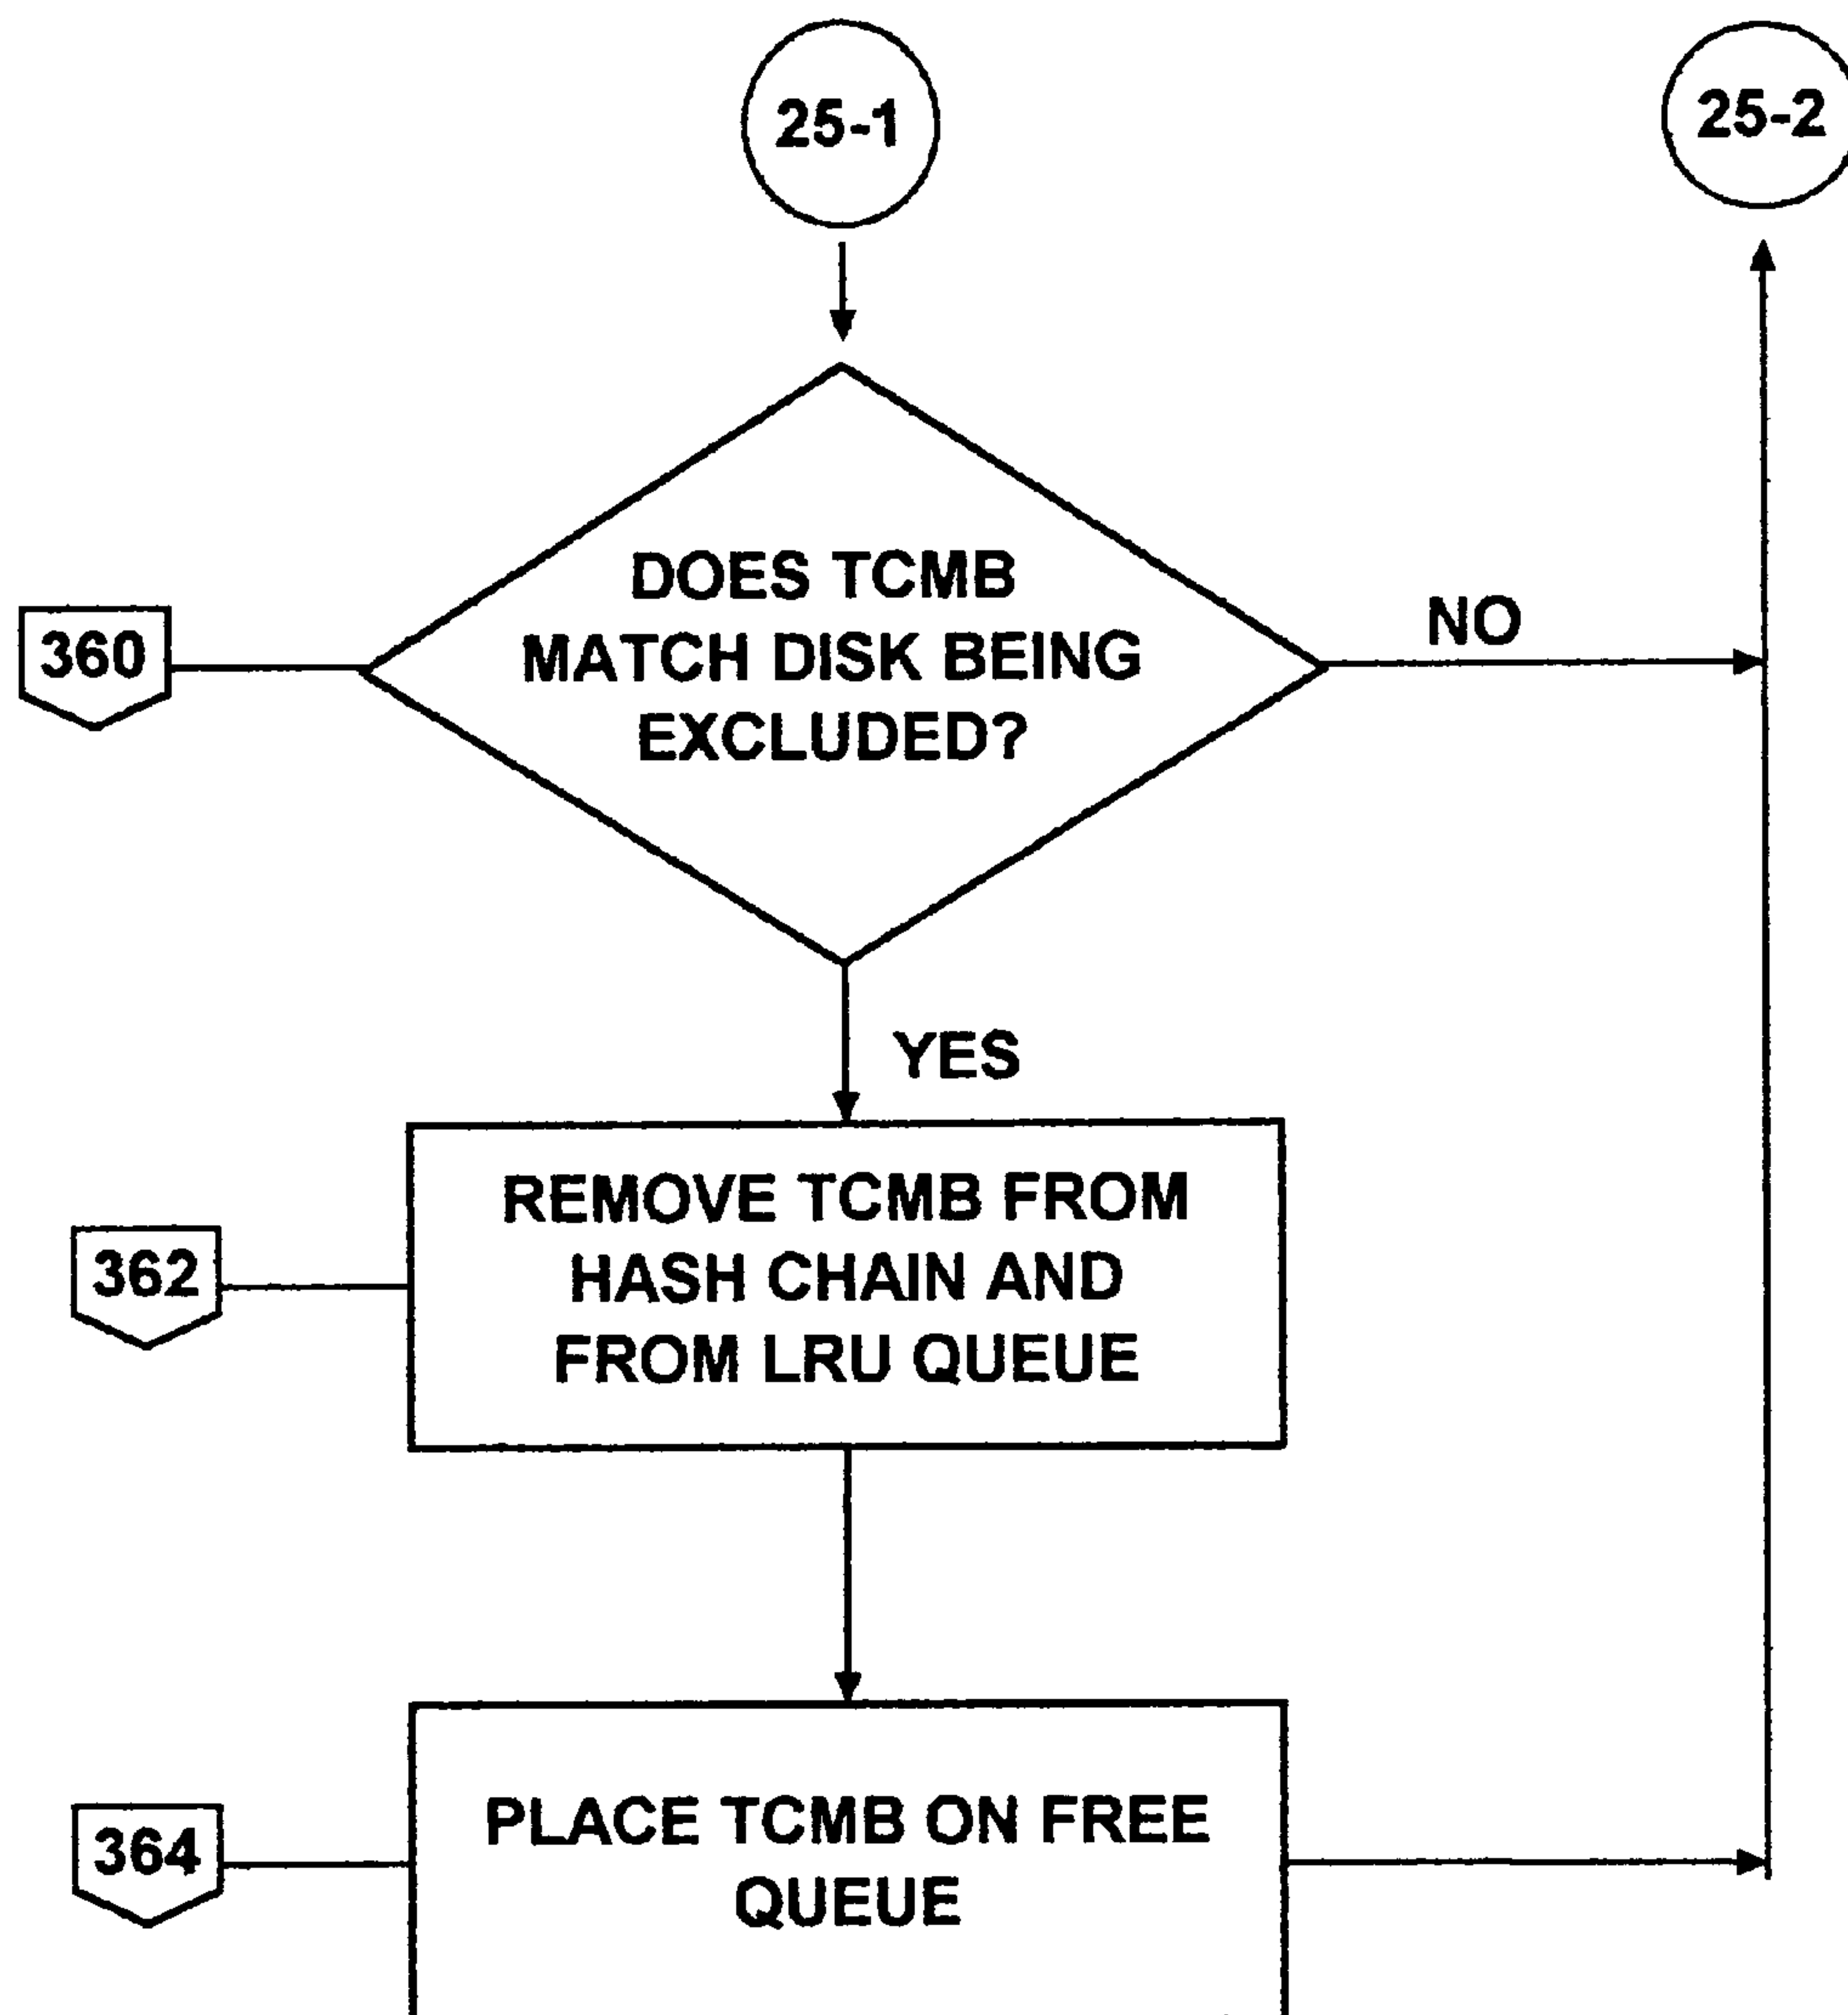 25-1
25-2
DOES TCMB
MATCH DISK BEING
EXCLUDED?
360
NO
YES
REMOVE TCMB FROM
HASH CHAIN AND
FROM LRU QUEUE
362
PLACE TCMB ON FREE
QUEUE
364